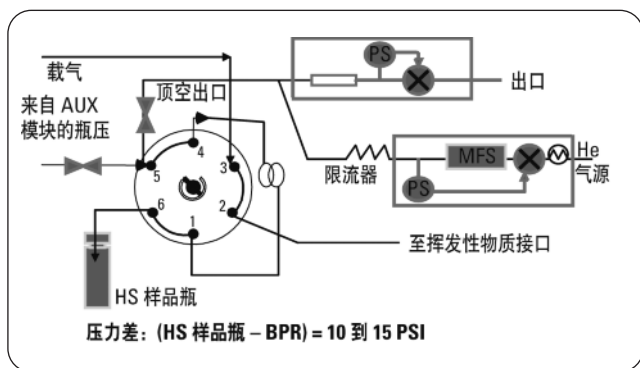 载气
来自 AUX
模块的瓶压
顶空出口
PS
出口
4
5
3
6
2
1
限流器
MFS
PS
He
气源
至挥发性物质接口
HS 样品瓶
压力差: (HS 样品瓶 – BPR) = 10 到 15 PSI